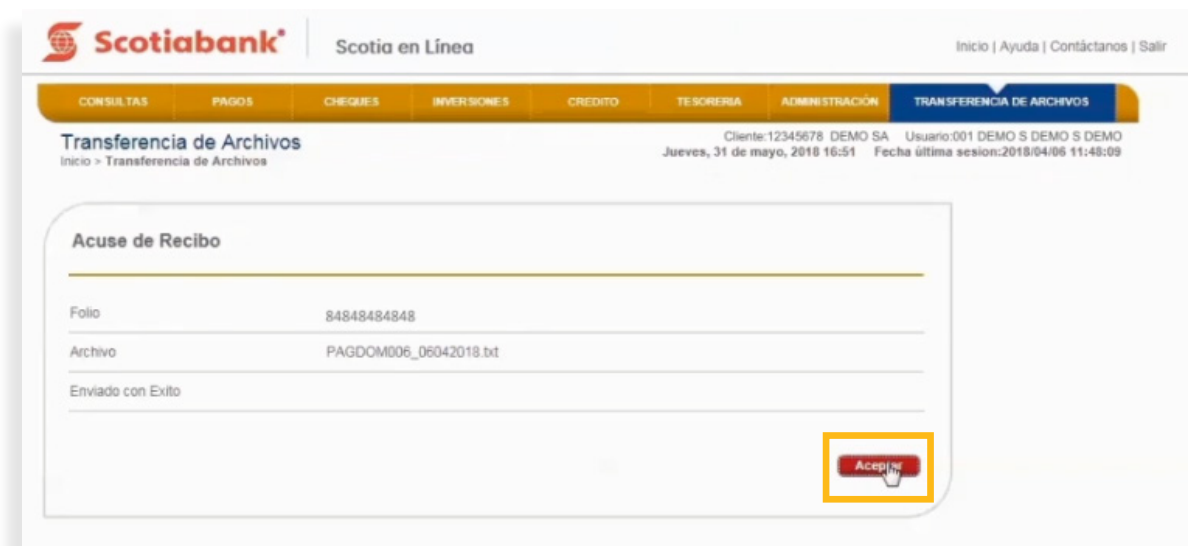 Scotiabank® Scotia en Línea Inicio | Ayuda | Contáctanos | Salir
CONSULTAS PAGOS CHEQUES INVERSIONES CREDITO TESORERIA ADMINISTRACIÓN TRANSFERENCIA DE ARCHIVOS
Transferencia de Archivos Cliente:12345678 DEMO SA Usuario:001 DEMO S DEMO S DEMO
Inicio > Transferencia de Archivos Jueves, 31 de mayo, 2018 16:51 Fecha última sesion:2018/04/06 11:48:09
Acuse de Recibo
Folio 84848484848
Archivo PAGDOM006_06042018.txt
Enviado con Exito
Aceptar